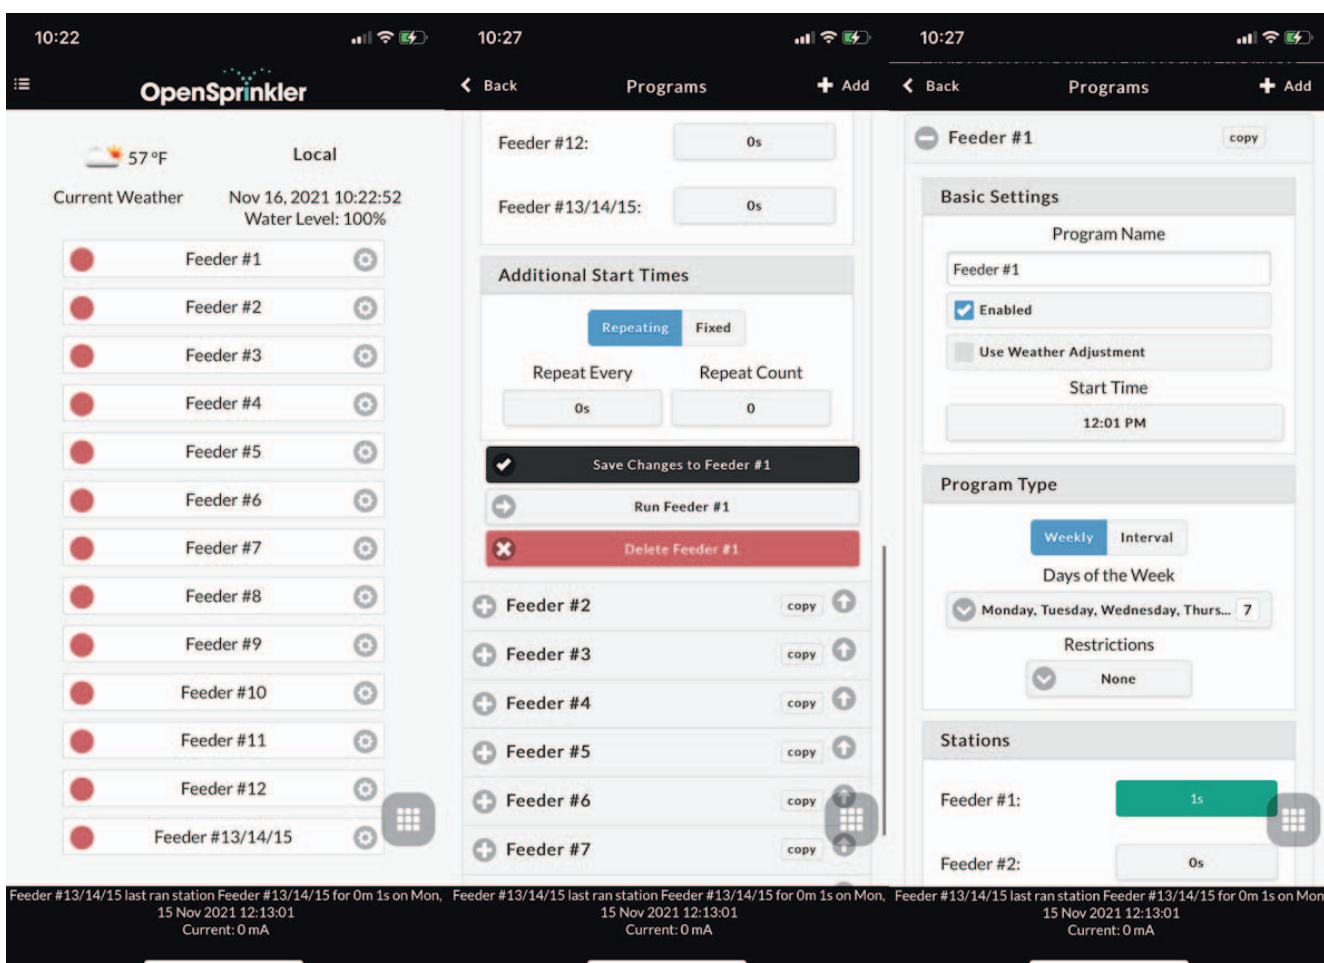 10:22
OpenSprinkler
57 °F
Local
Current Weather
Nov 16, 2021 10:22:52
Water Level: 100%
Feeder #1
Feeder #2
Feeder #3
Feeder #4
Feeder #5
Feeder #6
Feeder #7
Feeder #8
Feeder #9
Feeder #10
Feeder #11
Feeder #12
Feeder #13/14/15
Feeder #13/14/15 last ran station Feeder #13/14/15 for 0m 1s on Mon,
15 Nov 2021 12:13:01
Current: 0 mA
10:27
Back
Programs
Add
Feeder #12:
0s
Feeder #13/14/15:
0s
Additional Start Times
Repeating Fixed
Repeat Every Repeat Count
0s 0
Save Changes to Feeder #1
Run Feeder #1
Delete Feeder #1
Feeder #2 copy
Feeder #3 copy
Feeder #4 copy
Feeder #5 copy
Feeder #6 copy
Feeder #7 copy
Feeder #13/14/15 last ran station Feeder #13/14/15 for 0m 1s on Mon,
15 Nov 2021 12:13:01
Current: 0 mA
10:27
Back
Programs
Add
Feeder #1 copy
Basic Settings
Program Name
Feeder #1
Enabled
Use Weather Adjustment
Start Time
12:01 PM
Program Type
Weekly Interval
Days of the Week
Monday, Tuesday, Wednesday, Thurs... 7
Restrictions
None
Stations
Feeder #1:
1s
Feeder #2:
0s
Feeder #13/14/15 last ran station Feeder #13/14/15 for 0m 1s on Mon
15 Nov 2021 12:13:01
Current: 0 mA